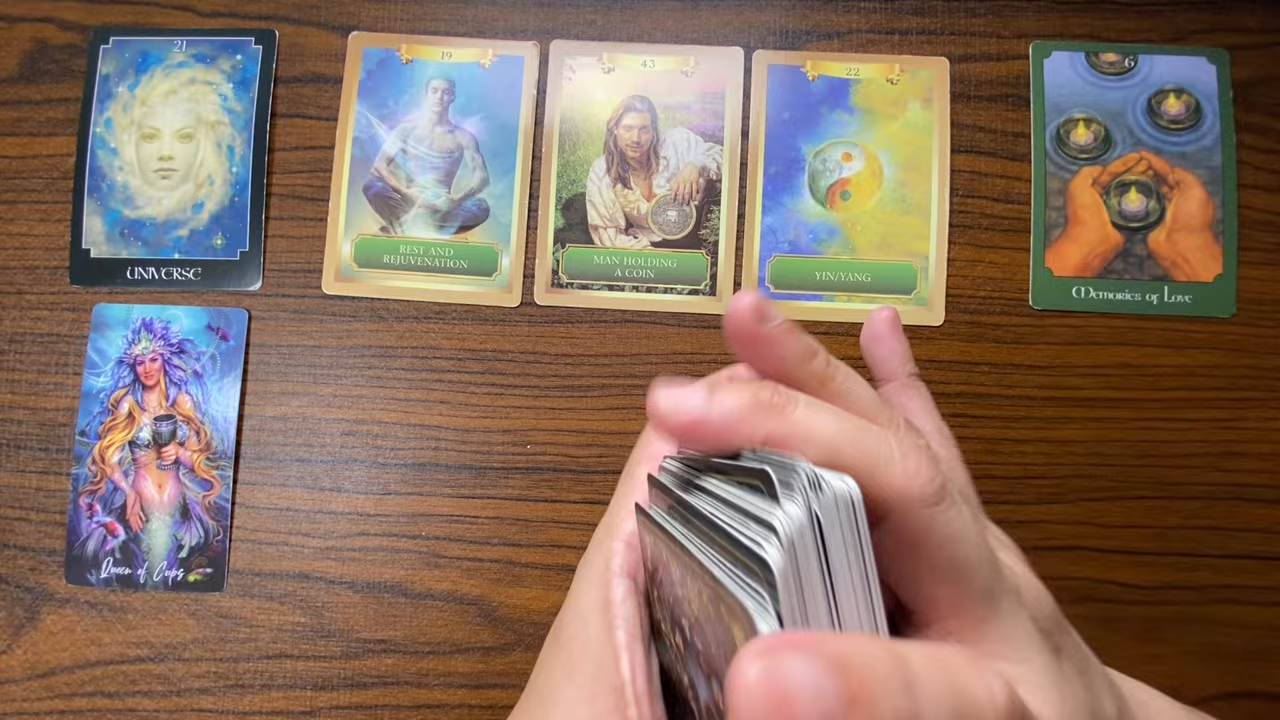 21
UNIVERSE
19
REST AND
REJUVENATION
43
MAN HOLDING
A COIN
22
YIN/YANG
6
Memories of Love
Queen of Cups